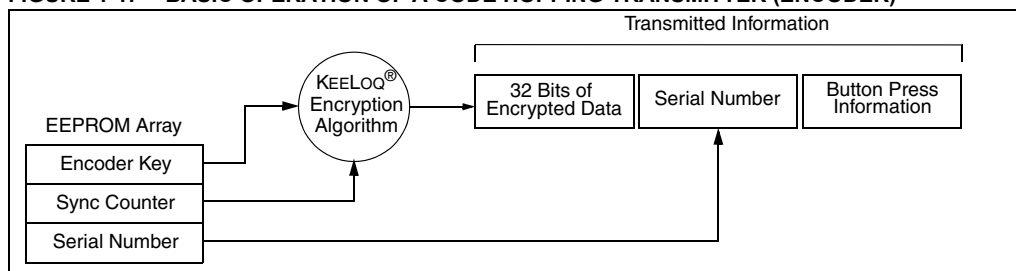 Transmitted Information
KEELOQ®
Encryption
Algorithm
32 Bits of
Encrypted Data
Serial Number
Button Press
Information
EEPROM Array
Encoder Key
Sync Counter
Serial Number